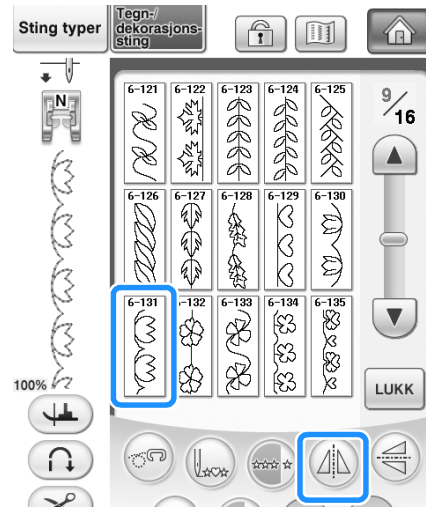 Sting typer
Tegn-/
dekorasjons-
sting
N
6-121 6-122 6-123 6-124 6-125
9/16
6-126 6-127 6-128 6-129 6-130
6-131 6-132 6-133 6-134 6-135
100%
LUKK